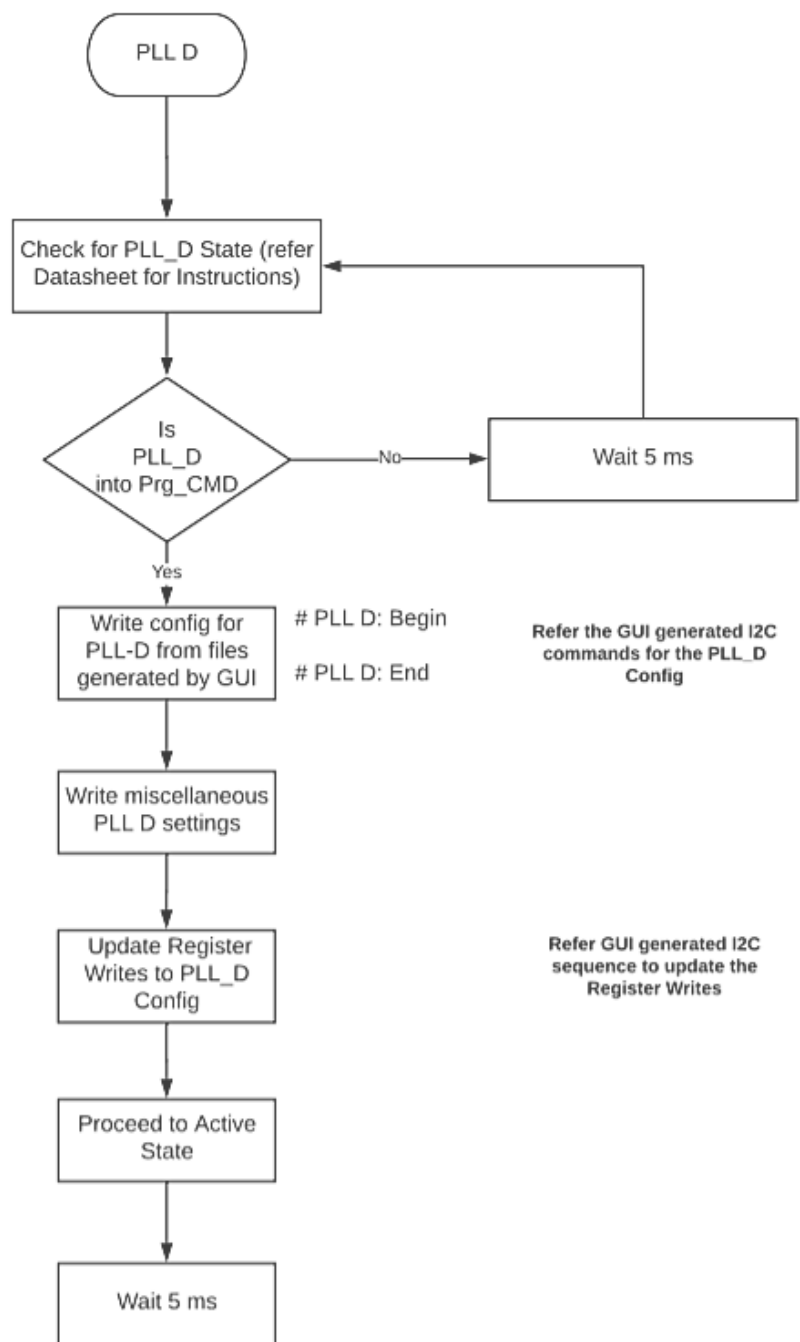 PLL D
Check for PLL_D State (refer
Datasheet for Instructions)
Is
PLL_D
into Prg_CMD
No
Wait 5 ms
Yes
Write config for
PLL-D from files
generated by GUI
# PLL D: Begin
# PLL D: End
Refer the GUI generated I2C
commands for the PLL_D
Config
Write miscellaneous
PLL D settings
Update Register
Writes to PLL_D
Config
Refer GUI generated I2C
sequence to update the
Register Writes
Proceed to Active
State
Wait 5 ms